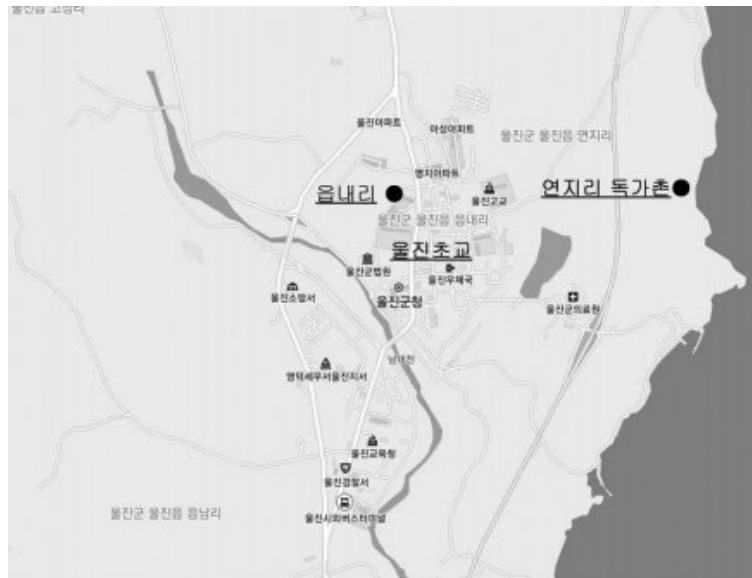 울진읍 고성리
울진아파트
아성아파트
울진군 울진읍 연지리
명지아파트
읍내리
울진고교
연지리 독가촌
울진군 울진읍 읍내리
울진초교
울진군법원
울진우체국
울진소방서
울진군청
울진군의료원
남대천
영덕세무서울진지서
울진교육청
울진경찰서
울진시외버스터미널
울진군 울진읍 읍남리